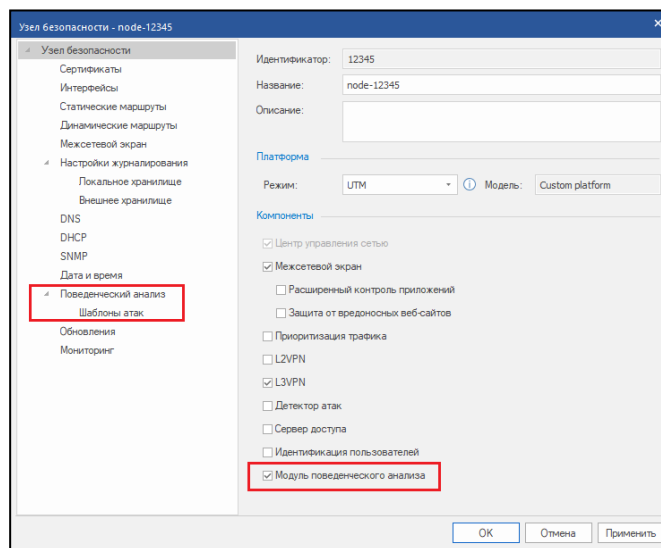 Узел безопасности - node-12345
Узел безопасности
Сертификаты
Интерфейсы
Статические маршруты
Динамические маршруты
Межсетевой экран
Настройки журналирования
Локальное хранилище
Внешнее хранилище
DNS
DHCP
SNMP
Дата и время
Поведенческий анализ
Шаблоны атак
Обновления
Мониторинг
Идентификатор: 12345
Название: node-12345
Описание:
Платформа
Режим: UTM Модель: Custom platform
Компоненты
Центр управления сетью
Межсетевой экран
Расширенный контроль приложений
Защита от вредоносных веб-сайтов
Приоритизация трафика
L2VPN
L3VPN
Детектор атак
Сервер доступа
Идентификация пользователей
Модуль поведенческого анализа
OK Отмена Применить